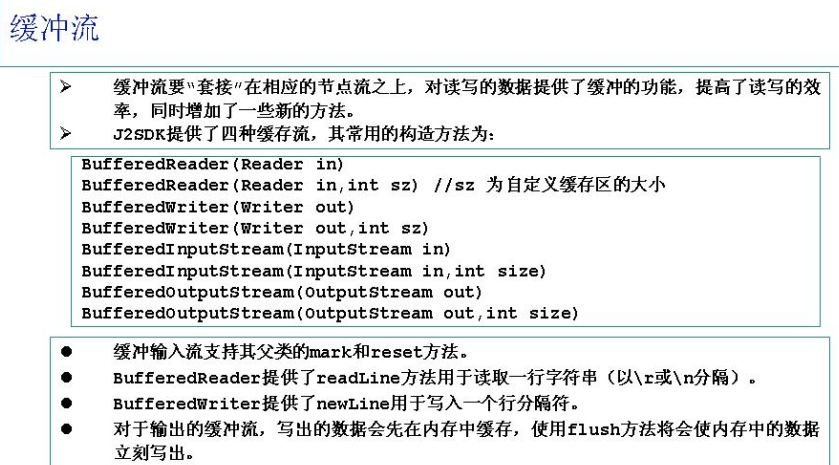 缓冲流
缓冲流要"套接"在相应的节点流之上，对读写的数据提供了缓冲的功能，提高了读写的效
率，同时增加了一些新的方法。
J2SDK提供了四种缓存流，其常用的构造方法为：
BufferedReader(Reader in)
BufferedReader(Reader in,int sz) //sz 为自定义缓存区的大小
BufferedWriter(Writer out)
BufferedWriter(Writer out,int sz)
BufferedInputStream(InputStream in)
BufferedInputStream(InputStream in,int size)
BufferedOutputStream(OutputStream out)
BufferedOutputStream(OutputStream out,int size)
缓冲输入流支持其父类的mark和reset方法。
BufferedReader提供了readLine方法用于读取一行字符串（以\r或\n分隔）。
BufferedWriter提供了newLine用于写入一个行分隔符。
对于输出的缓冲流，写出的数据会先在内存中缓存，使用flush方法将会使内存中的数据
立刻写出。